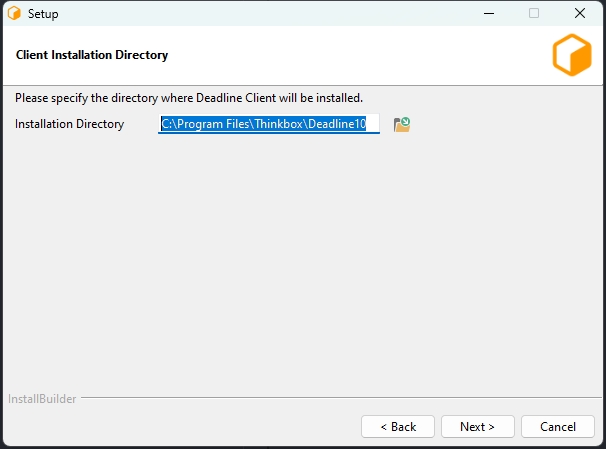 Setup
Client Installation Directory
Please specify the directory where Deadline Client will be installed.
Installation Directory C:\Program Files\Thinkbox\Deadline10
InstallBuilder
< Back Next > Cancel